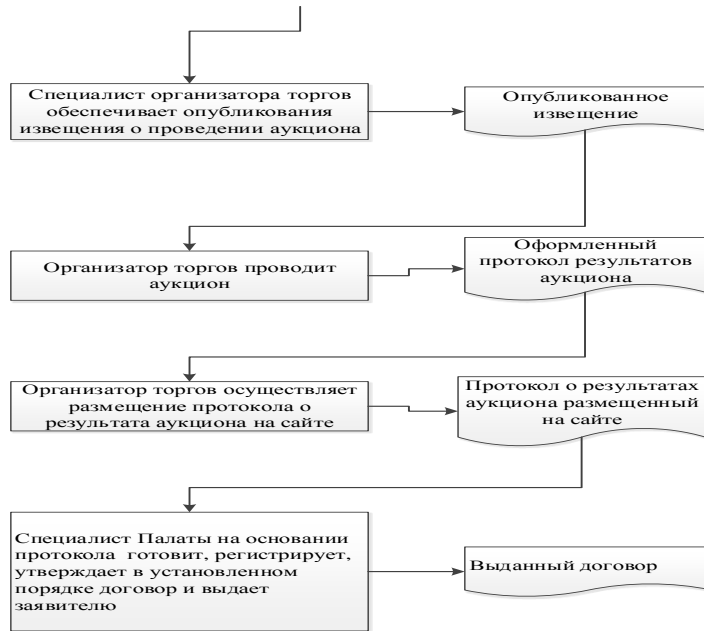 Специалист организатора торгов
обеспечивает опубликования
извещения о проведении аукциона
Опубликованное
извещение
Организатор торгов проводит
аукцион
Оформленный
протокол результатов
аукциона
Организатор торгов осуществляет
размещение протокола о
результата аукциона на сайте
Протокол о результатах
аукциона размещенный
на сайте
Специалист Палаты на основании
протокола готовит, регистрирует,
утверждает в установленном
порядке договор и выдает
заявителю
Выданный договор